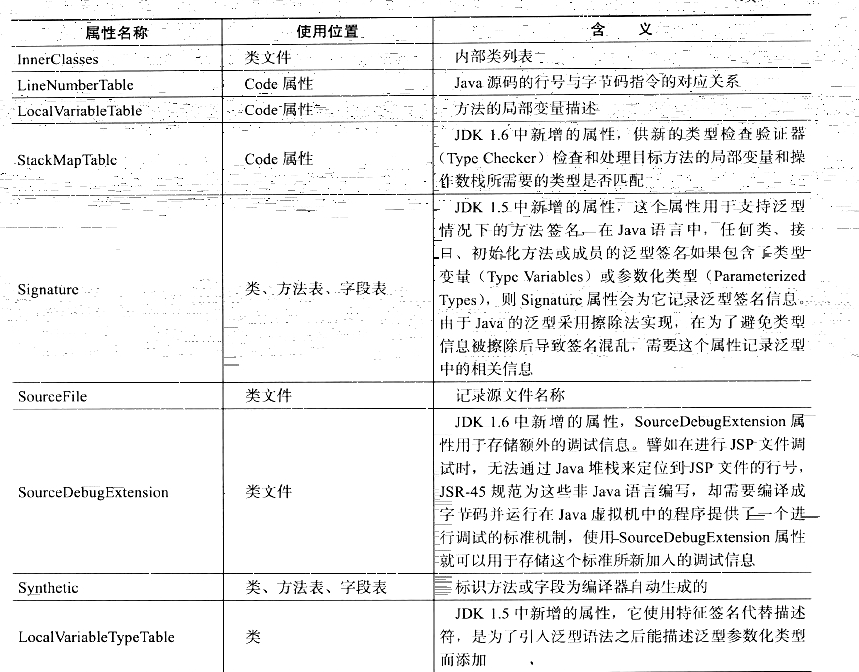 属性名称 使用位置 含 义
InnerClasses 类文件 内部类列表
LineNumberTable Code 属性 Java 源码的行号与字节码指令的对应关系
LocalVariableTable Code 属性 方法的局部变量描述
JDK 1.6 中新增的属性，供新的类型检查验证器
StackMapTable Code 属性 （Type Checker）检查和处理目标方法的局部变量和操
作数栈所需要的类型是否匹配
JDK 1.5 中新增的属性，这个属性用于支持泛型
情况下的方法签名，在 Java 语言中，任何类、接
口、初始化方法或成员的泛型签名如果包含了类型
变量（Type Variables）或参数化类型（Parameterized
Signature 类、方法表、字段表 Types），则 Signature 属性会为它记录泛型签名信息。
由于 Java 的泛型采用擦除法实现，在为了避免类型
信息被擦除后导致签名混乱，需要这个属性记录泛型
中的相关信息
SourceFile 类文件 记录源文件名称
JDK 1.6 中新增的属性，SourceDebugExtension 属
性用于存储额外的调试信息。譬如在进行 JSP 文件调
试时，无法通过 Java 堆栈来定位到 JSP 文件的行号，
SourceDebugExtension 类文件 JSR-45 规范为这些非 Java 语言编写，却需要编译成
字节码并运行在 Java 虚拟机中的程序提供了一个进
行调试的标准机制，使用 SourceDebugExtension 属性
就可以用于存储这个标准所新加入的调试信息
Synthetic 类、方法表、字段表 标识方法或字段为编译器自动生成的
JDK 1.5 中新增的属性，它使用特征签名代替描述
LocalVariableTypeTable 类 符，是为了引入泛型语法之后能描述泛型参数化类型
而添加